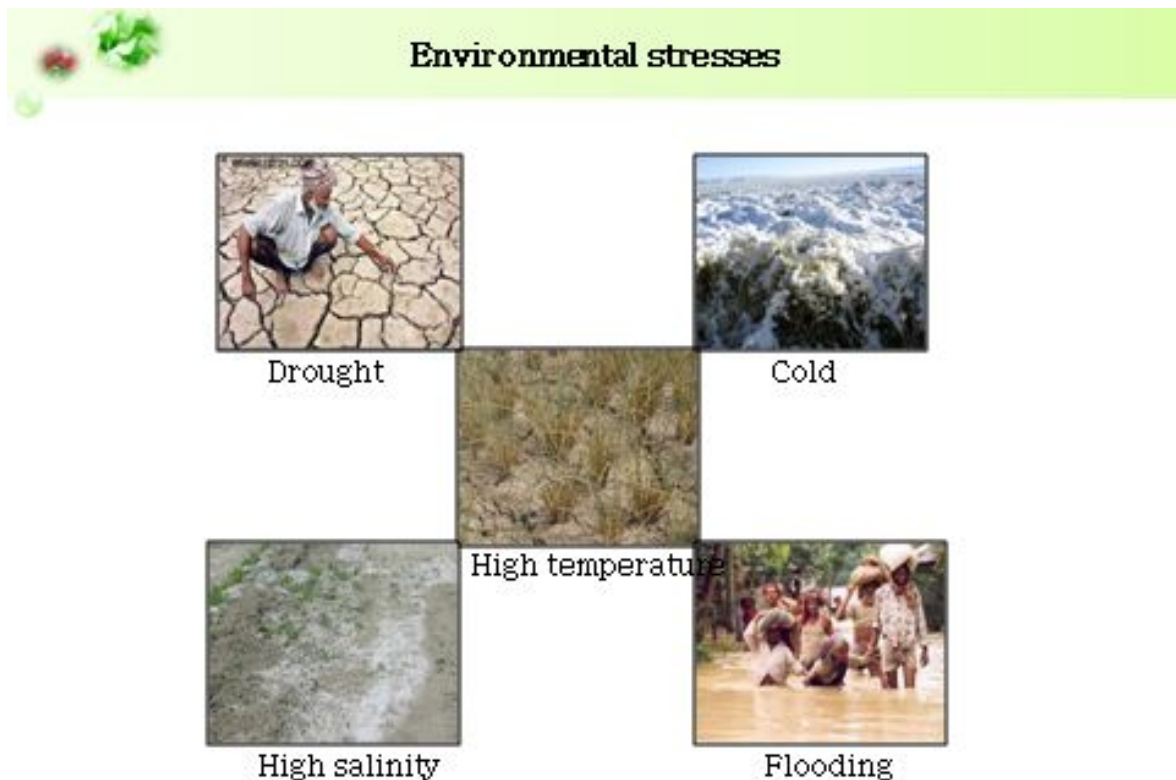 Environmental stresses
Drought
Cold
High temperature
High salinity
Flooding